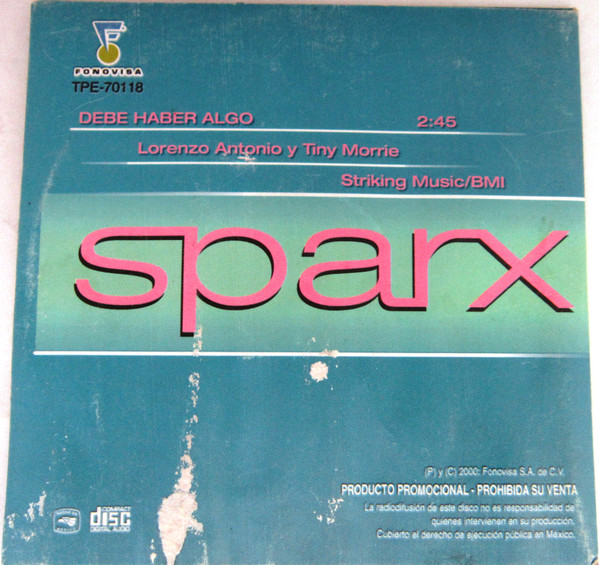 FONOVISA
TPE-70118
DEBE HABER ALGO 2:45
Lorenzo Antonio y Tiny Morrie
Striking Music/BMI
sparx
(P) y (C) 2000: Fonovisa S.A. de C.V.
PRODUCTO PROMOCIONAL - PROHIBIDA SU VENTA
La radiodifusión de este disco no es responsabilidad de
quienes intervienen en su producción.
Cubierto el derecho de ejecución pública en México.
COMPACT
disc
DIGITAL AUDIO